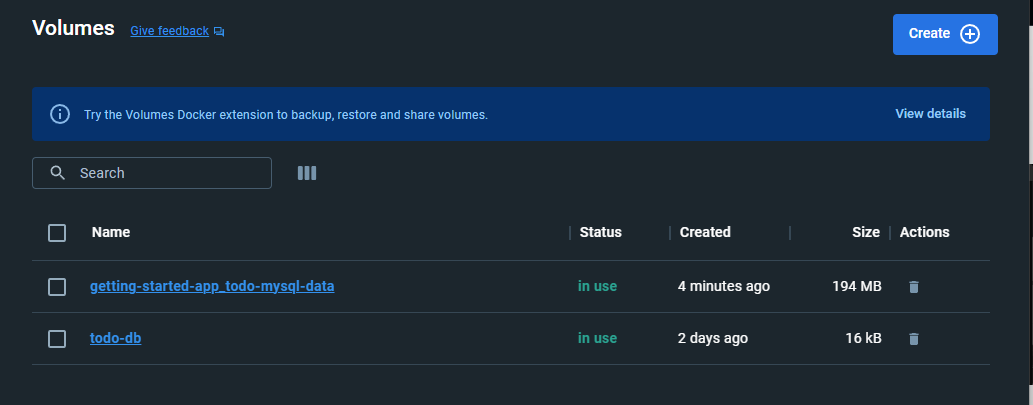 Volumes Give feedback Create
Try the Volumes Docker extension to backup, restore and share volumes. View details
Search
Name Status Created Size Actions
getting-started-app_todo-mysql-data in use 4 minutes ago 194 MB
todo-db in use 2 days ago 16 kB